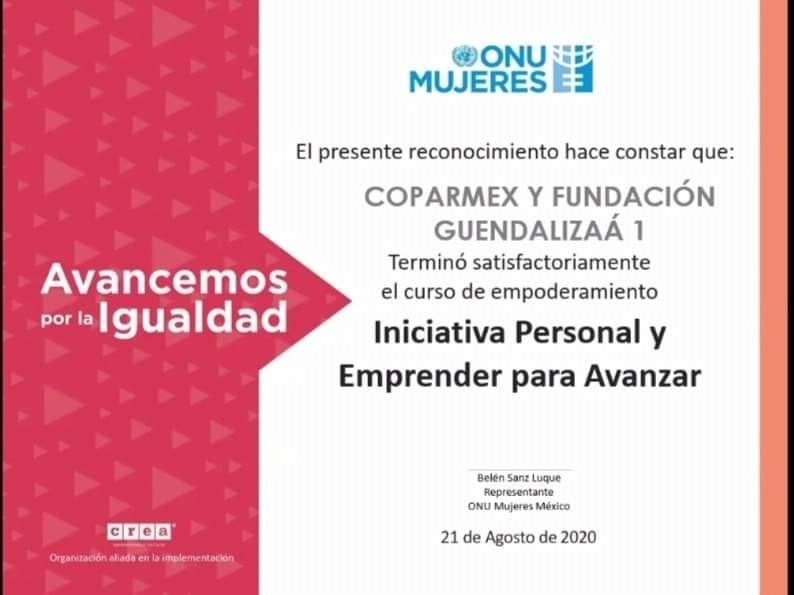 ONU
MUJERES
El presente reconocimiento hace constar que:
COPARMEX Y FUNDACIÓN
GUENDALIZAÁ 1
Terminó satisfactoriamente
el curso de empoderamiento
Iniciativa Personal y
Emprender para Avanzar
Avancemos
por la Igualdad
Belén Sanz Luque
Representante
ONU Mujeres México
21 de Agosto de 2020
crea
Organización aliada en la implementación